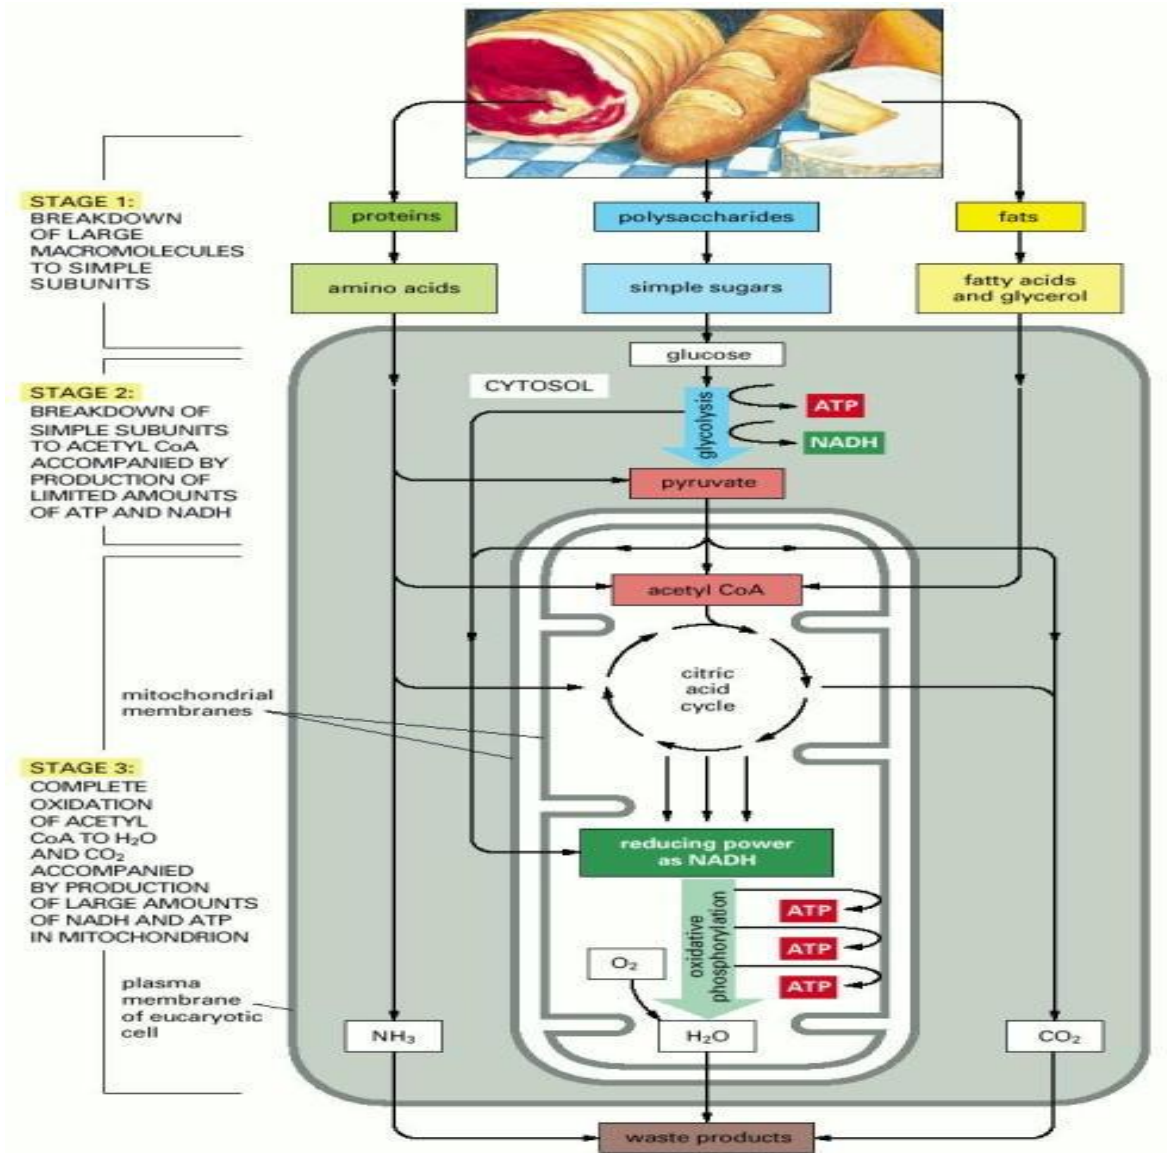 STAGE 1:
BREAKDOWN
OF LARGE
MACROMOLECULES
TO SIMPLE
SUBUNITS
proteins
polysaccharides
fats
amino acids
simple sugars
fatty acids
and glycerol
STAGE 2:
BREAKDOWN OF
SIMPLE SUBUNITS
TO ACETYL CoA
ACCOMPANIED BY
PRODUCTION OF
LIMITED AMOUNTS
OF ATP AND NADH
glucose
CYTOSOL
glycolysis
ATP
NADH
pyruvate
acetyl CoA
citric
acid
cycle
mitochondrial
membranes
STAGE 3:
COMPLETE
OXIDATION
OF ACETYL
CoA TO H₂O
AND CO₂
ACCOMPANIED
BY PRODUCTION
OF LARGE AMOUNTS
OF NADH AND ATP
IN MITOCHONDRION
reducing power
as NADH
oxidative
phosphorylation
ATP
ATP
ATP
O₂
plasma
membrane
of eucaryotic
cell
NH₃
H₂O
CO₂
waste products